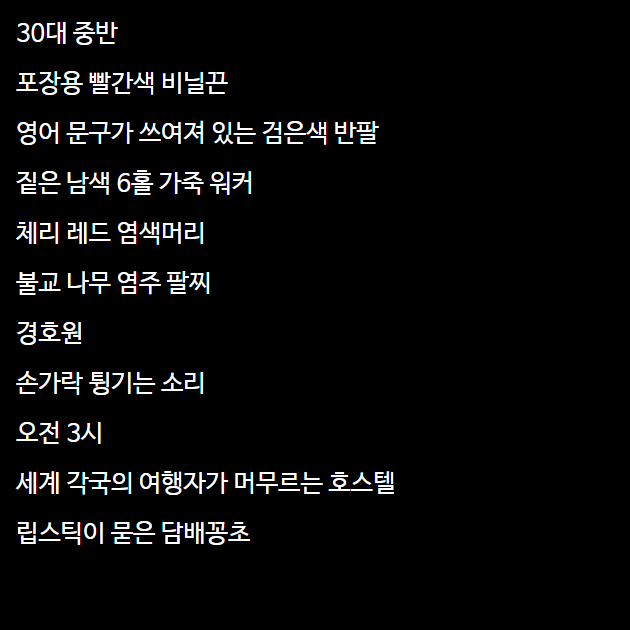 30대 중반
포장용 빨간색 비닐끈
영어 문구가 쓰여져 있는 검은색 반팔
짙은 남색 6홀 가죽 워커
체리 레드 염색머리
불교 나무 염주 팔찌
경호원
손가락 튕기는 소리
오전 3시
세계 각국의 여행자가 머무르는 호스텔
립스틱이 묻은 담배꽁초